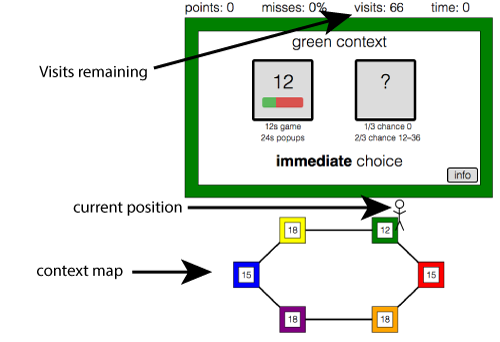 points: 0 misses: 0% visits: 66 time: 0
green context
Visits remaining
12 ?
12s game 1/3 chance 0
24s popups 2/3 chance 12–36
immediate choice
info
current position
18 12
context map
15 15
18 18